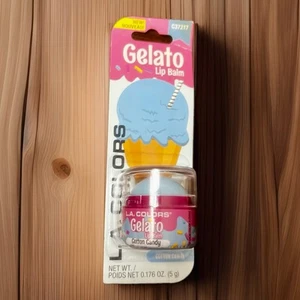 Gelato
Lip Balm
L.A. COLORS
L.A. COLORS
Gelato
Cotton Candy
NET WT. /
POIDS NET 0.176 OZ. (5 g)